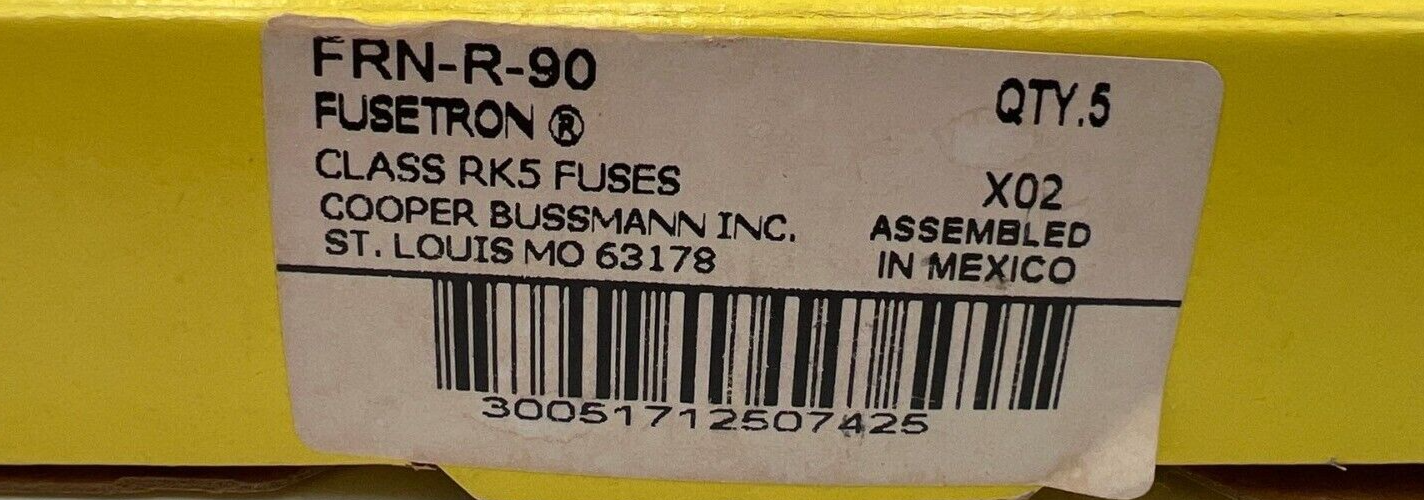 FRN-R-90
QTY.5
FUSETRON ®
CLASS RK5 FUSES
X02
COOPER BUSSMANN INC.
ASSEMBLED
ST. LOUIS MO 63178
IN MEXICO
30051712507425